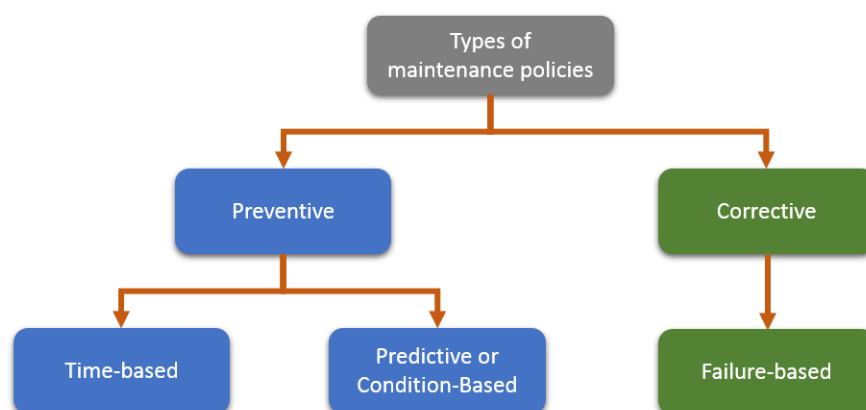 Types of
maintenance policies
Preventive
Corrective
Time-based
Predictive or
Condition-Based
Failure-based